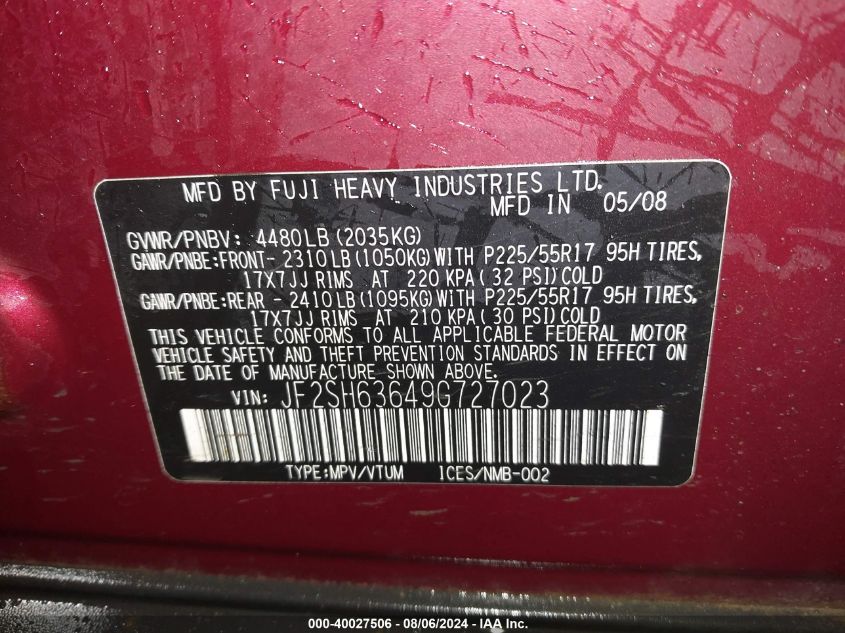 MFD BY FUJI HEAVY INDUSTRIES LTD.
MFD IN 05/08
GVWR/PNBV: 4480LB(2035KG)
GAWR/PNBE:FRONT- 2310LB(1050KG)WITH P225/55R17 95H TIRES,
17X7JJ RIMS AT 220 KPA(32 PSI)COLD
GAWR/PNBE:REAR - 2410LB(1095KG)WITH P225/55R17 95H TIRES,
17X7JJ RIMS AT 210 KPA(30 PSI)COLD
THIS VEHICLE CONFORMS TO ALL APPLICABLE FEDERAL MOTOR
VEHICLE SAFETY AND THEFT PREVENTION STANDARDS IN EFFECT ON
THE DATE OF MANUFACTURE SHOWN ABOVE.
VIN: JF2SH63649G727023
TYPE:MPV/VTUM ICES/NMB-002
000-40027506 - 08/06/2024 - IAA Inc.